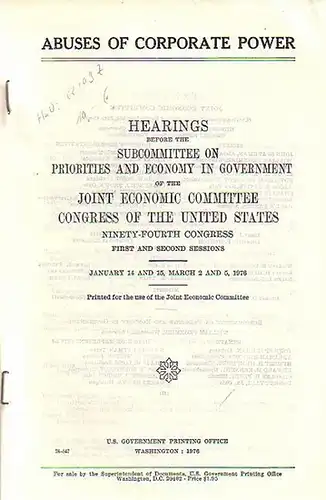 ABUSES OF CORPORATE POWER
HEARINGS
BEFORE THE
SUBCOMMITTEE ON
PRIORITIES AND ECONOMY IN GOVERNMENT
OF THE
JOINT ECONOMIC COMMITTEE
CONGRESS OF THE UNITED STATES
NINETY-FOURTH CONGRESS
FIRST AND SECOND SESSIONS
JANUARY 14 AND 15, MARCH 2 AND 5, 1976
Printed for the use of the Joint Economic Committee
U.S. GOVERNMENT PRINTING OFFICE
WASHINGTON : 1976
For sale by the Superintendent of Documents, U.S. Government Printing Office
Washington, D.C. 20402 - Price $1.95